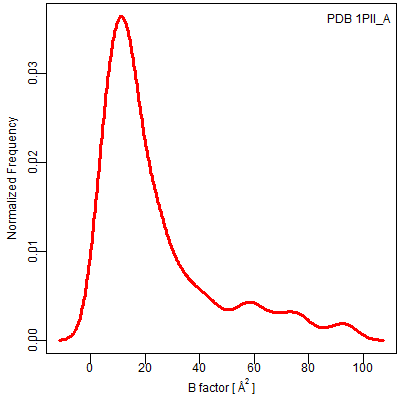 PDB 1PII_A
Normalized Frequency
0.03
0.02
0.01
0.00
0 20 40 60 80 100
B factor [ Å² ]